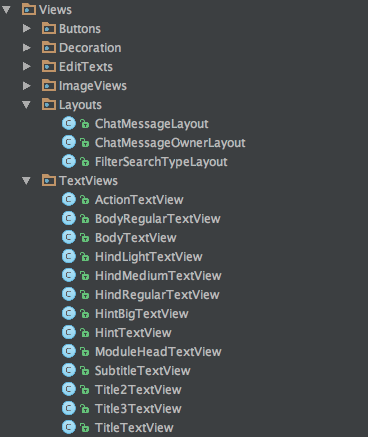 Views
Buttons
Decoration
EditTexts
ImageViews
Layouts
ChatMessageLayout
ChatMessageOwnerLayout
FilterSearchTypeLayout
TextViews
ActionTextView
BodyRegularTextView
BodyTextView
HindLightTextView
HindMediumTextView
HindRegularTextView
HintBigTextView
HintTextView
ModuleHeadTextView
SubtitleTextView
Title2TextView
Title3TextView
TitleTextView